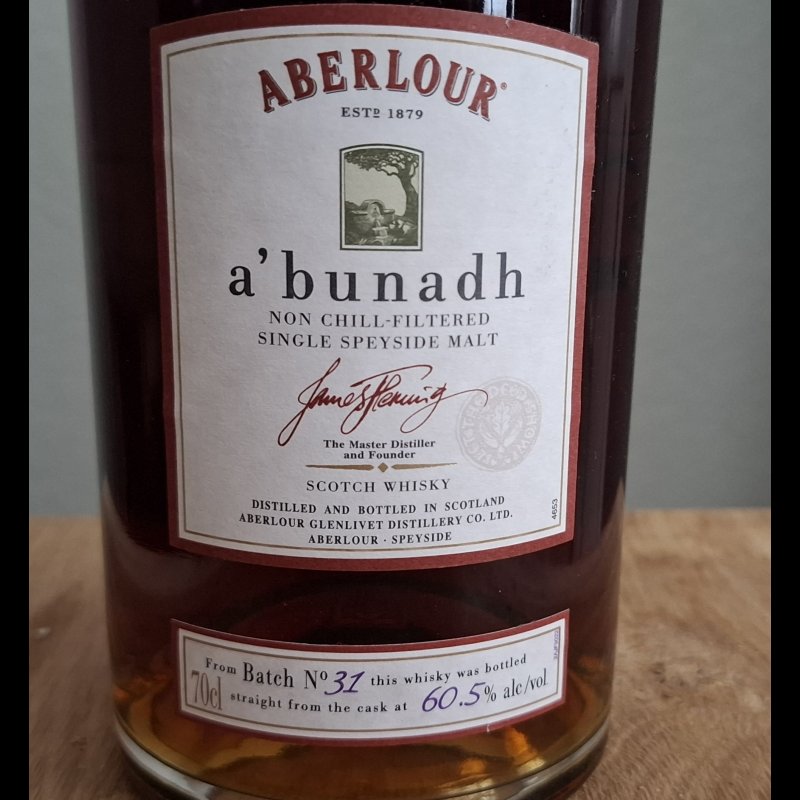 ABERLOUR®
ESTD 1879
a'bunadh
NON CHILL-FILTERED
SINGLE SPEYSIDE MALT
James Fleming
The Master Distiller
and Founder
SCOTCH WHISKY
DISTILLED AND BOTTLED IN SCOTLAND
ABERLOUR GLENLIVET DISTILLERY CO. LTD.
ABERLOUR · SPEYSIDE
4653
From Batch Nº 31 this whisky was bottled
70cl straight from the cask at 60.5% alc/vol